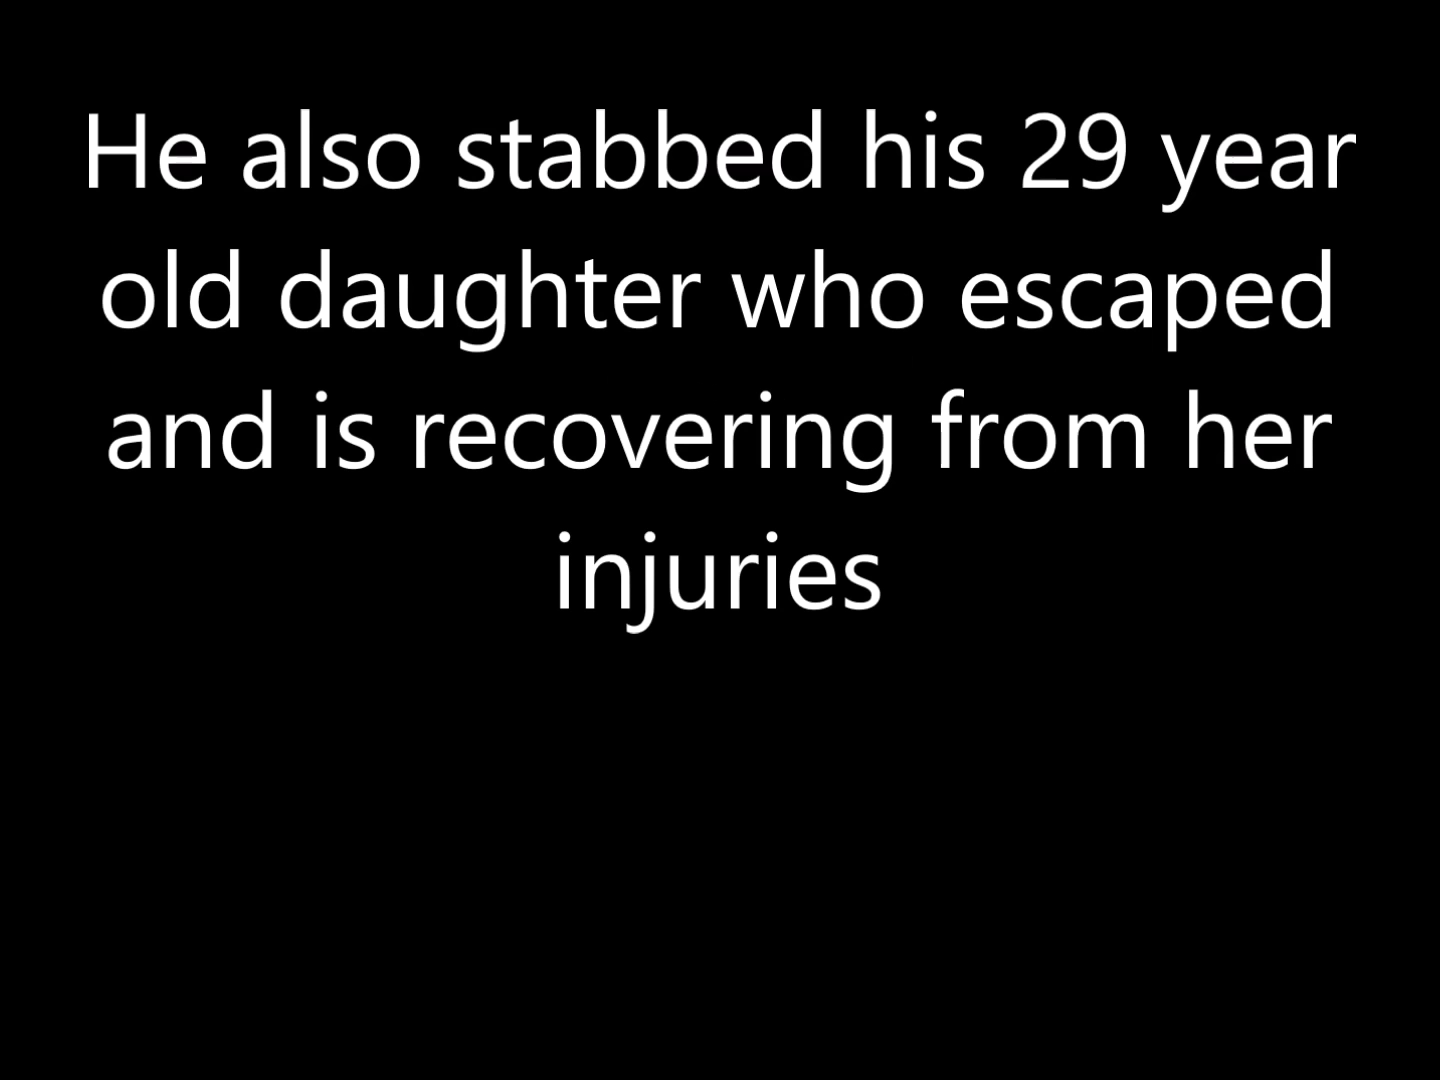 He also stabbed his 29 year
old daughter who escaped
and is recovering from her
injuries